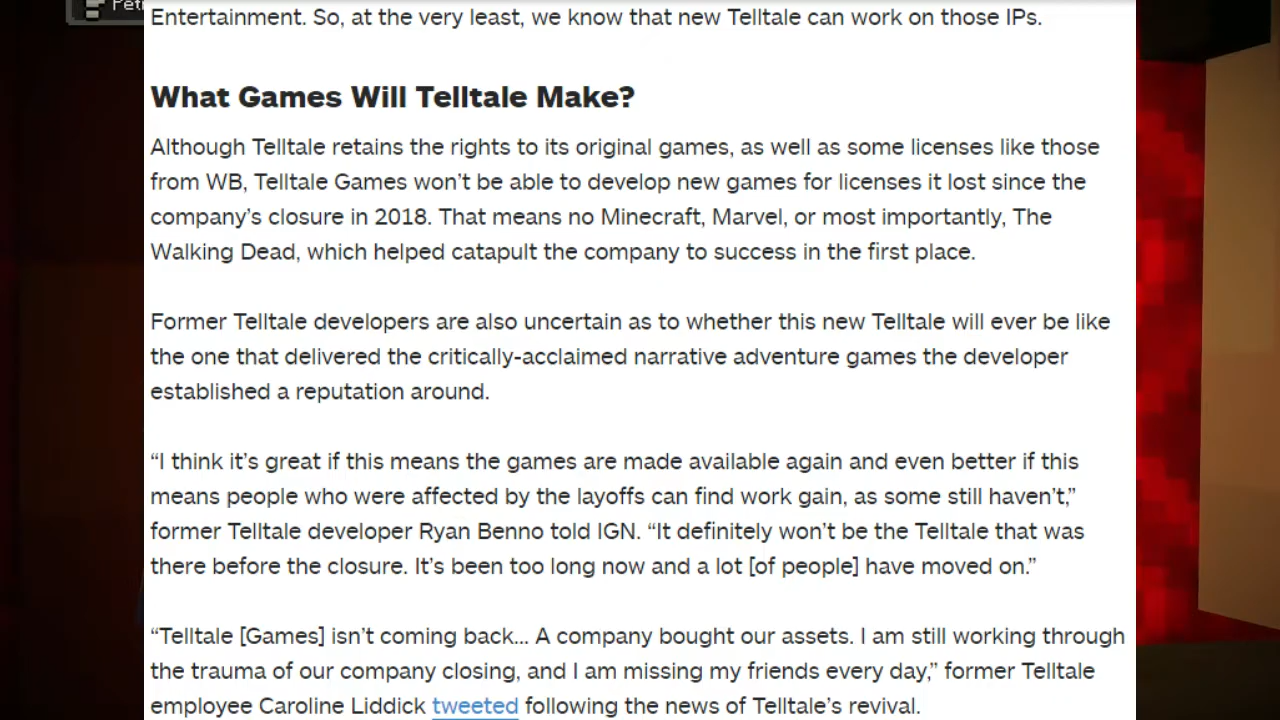 Petr
Entertainment. So, at the very least, we know that new Telltale can work on those IPs.
What Games Will Telltale Make?
Although Telltale retains the rights to its original games, as well as some licenses like those
from WB, Telltale Games won’t be able to develop new games for licenses it lost since the
company’s closure in 2018. That means no Minecraft, Marvel, or most importantly, The
Walking Dead, which helped catapult the company to success in the first place.
Former Telltale developers are also uncertain as to whether this new Telltale will ever be like
the one that delivered the critically-acclaimed narrative adventure games the developer
established a reputation around.
“I think it’s great if this means the games are made available again and even better if this
means people who were affected by the layoffs can find work gain, as some still haven’t,”
former Telltale developer Ryan Benno told IGN. “It definitely won’t be the Telltale that was
there before the closure. It’s been too long now and a lot [of people] have moved on.”
“Telltale [Games] isn’t coming back... A company bought our assets. I am still working through
the trauma of our company closing, and I am missing my friends every day,” former Telltale
employee Caroline Liddick tweeted following the news of Telltale’s revival.